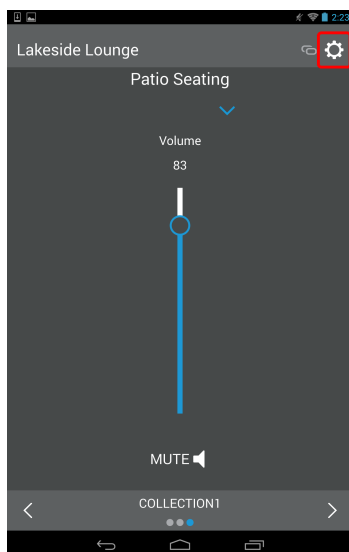 2:23
Lakeside Lounge
Patio Seating
Volume
83
MUTE
COLLECTION1